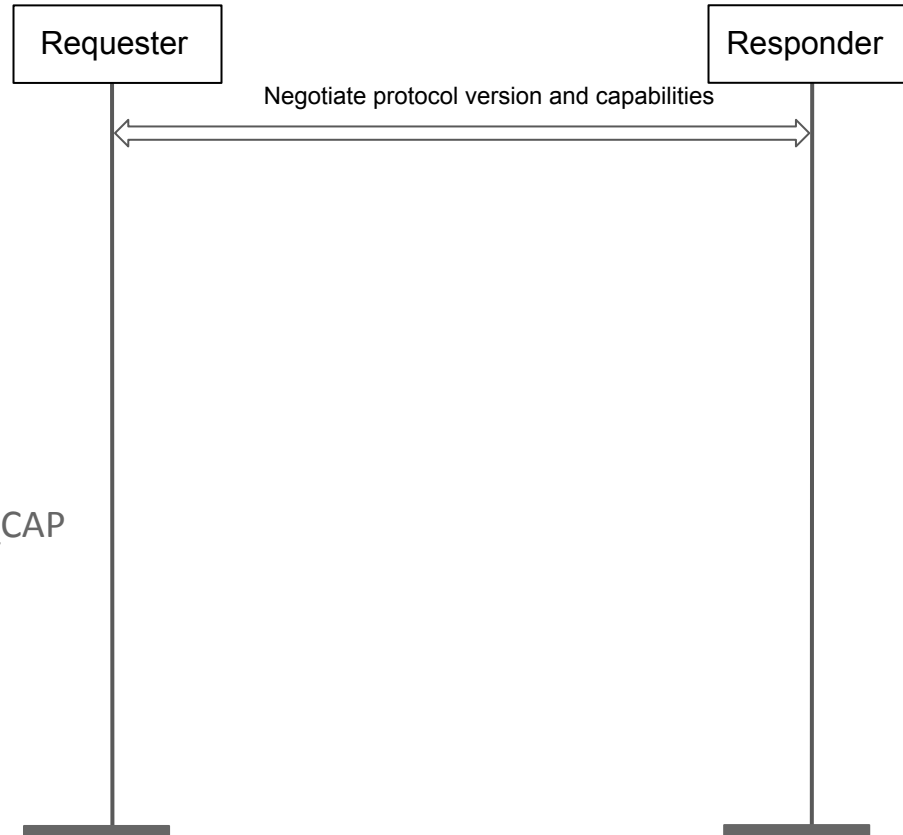 Requester
Responder
Negotiate protocol version and capabilities
CAP